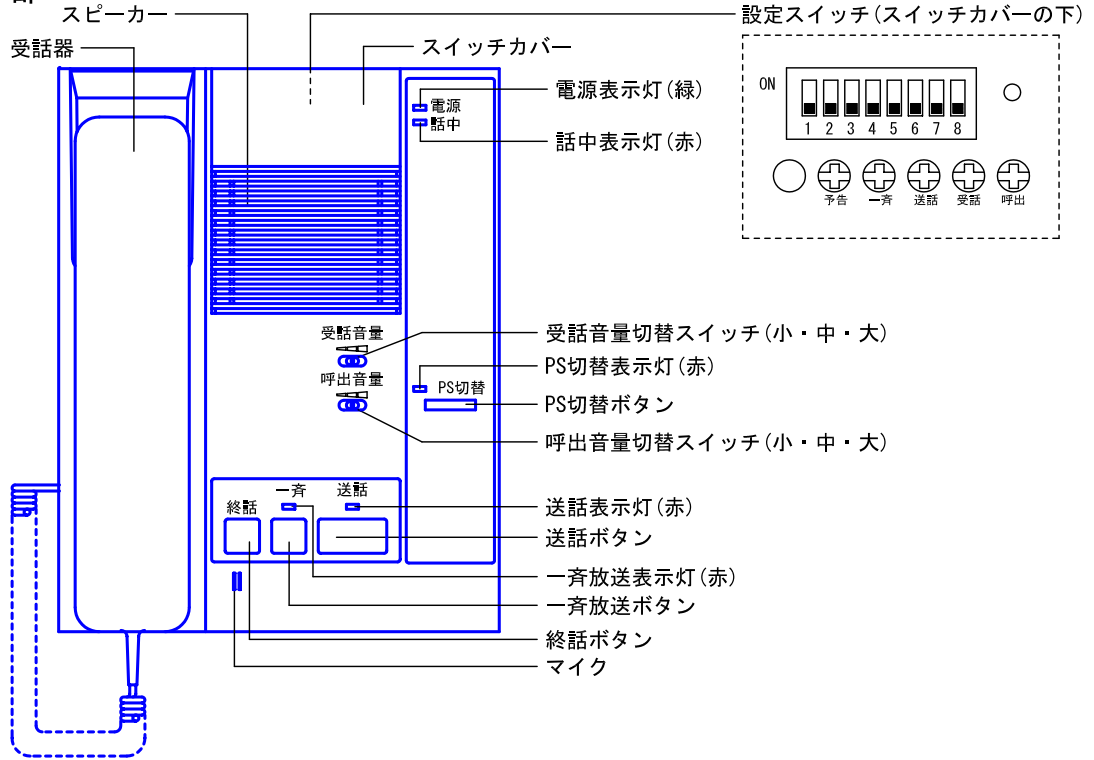 スピーカー
設定スイッチ(スイッチカバーの下)
受話器
スイッチカバー
電源表示灯(緑)
電源
話中
話中表示灯(赤)
ON
1 2 3 4 5 6 7 8
予告 一斉 送話 受話 呼出
受話音量
受話音量切替スイッチ(小・中・大)
PS切替表示灯(赤)
呼出音量
PS切替
PS切替ボタン
呼出音量切替スイッチ(小・中・大)
一斉 送話
終話
送話表示灯(赤)
送話ボタン
一斉放送表示灯(赤)
一斉放送ボタン
終話ボタン
マイク